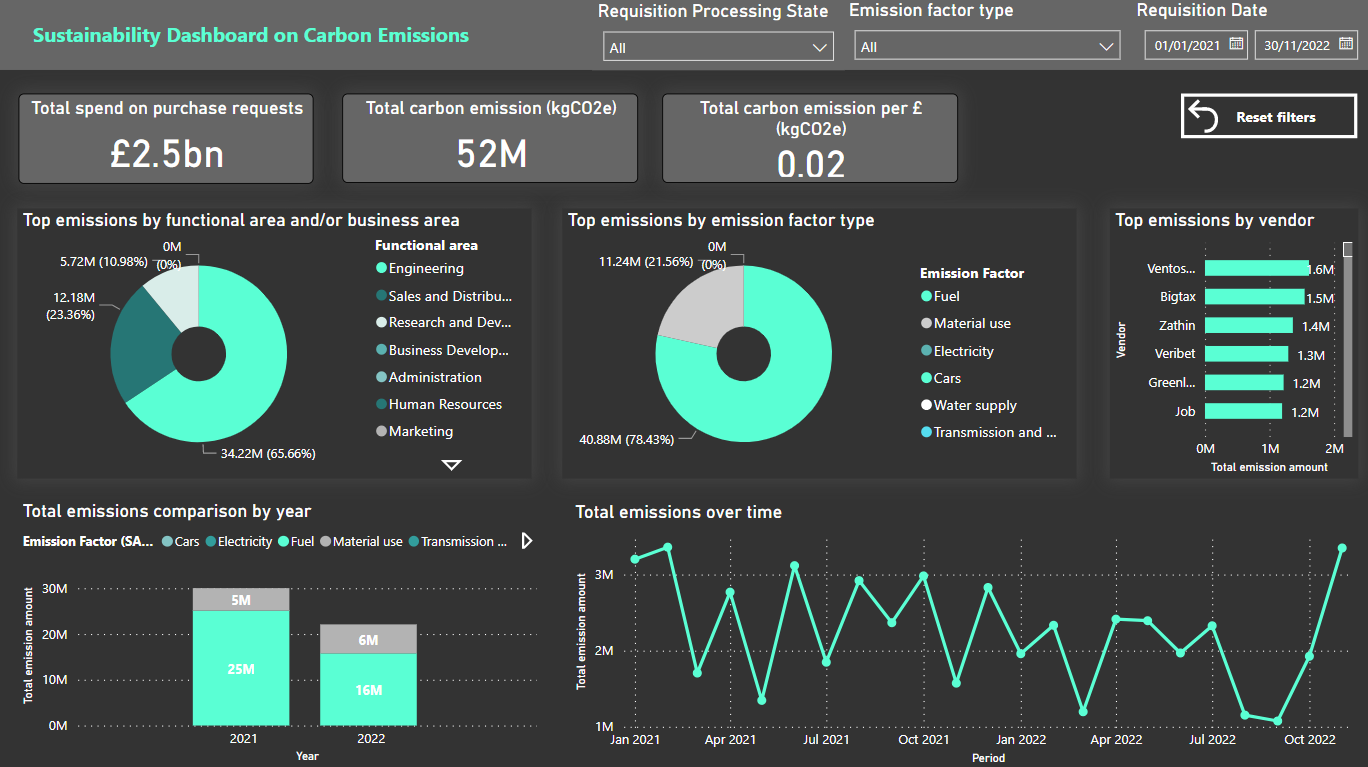 Sustainability Dashboard on Carbon Emissions
Requisition Processing State
All
Emission factor type
All
Requisition Date
01/01/2021
30/11/2022
Total spend on purchase requests
£2.5bn
Total carbon emission (kgCO2e)
52M
Total carbon emission per £
(kgCO2e)
0.02
Reset filters
Top emissions by functional area and/or business area
0M
(0%)
5.72M (10.98%)
12.18M
(23.36%)
34.22M (65.66%)
Functional area
Engineering
Sales and Distribu...
Research and Dev...
Business Develop...
Administration
Human Resources
Marketing
Top emissions by emission factor type
0M
(0%)
11.24M (21.56%)
40.88M (78.43%)
Emission Factor
Fuel
Material use
Electricity
Cars
Water supply
Transmission and ...
Top emissions by vendor
Vendor
Ventos... 1.6M
Bigtax 1.5M
Zathin 1.4M
Veribet 1.3M
Greenl... 1.2M
Job 1.2M
0M 1M 2M
Total emission amount
Total emissions comparison by year
Emission Factor (SA... Cars Electricity Fuel Material use Transmission ...
Total emission amount
30M
20M
10M
0M
5M
25M
6M
16M
2021 2022
Year
Total emissions over time
Total emission amount
3M
2M
1M
Jan 2021 Apr 2021 Jul 2021 Oct 2021 Jan 2022 Apr 2022 Jul 2022 Oct 2022
Period